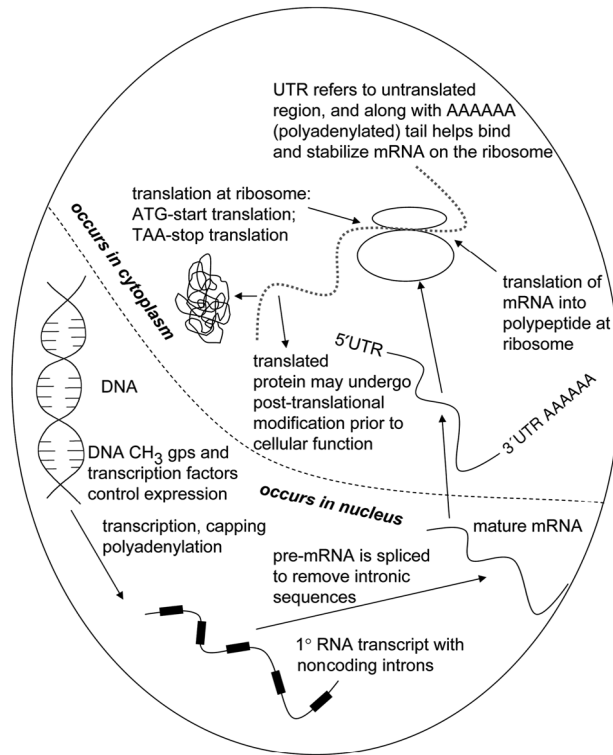 UTR refers to untranslated
region, and along with AAAAAA
(polyadenylated) tail helps bind
and stabilize mRNA on the ribosome
translation at ribosome:
ATG-start translation;
TAA-stop translation
occurs in cytoplasm
translation of
mRNA into
polypeptide at
ribosome
5′UTR
translated
protein may undergo
post-translational
modification prior to
cellular function
3′UTR AAAAAA
DNA
DNA CH₃ gps and
transcription factors
control expression
occurs in nucleus
mature mRNA
transcription, capping
polyadenylation
pre-mRNA is spliced
to remove intronic
sequences
1° RNA transcript with
noncoding introns